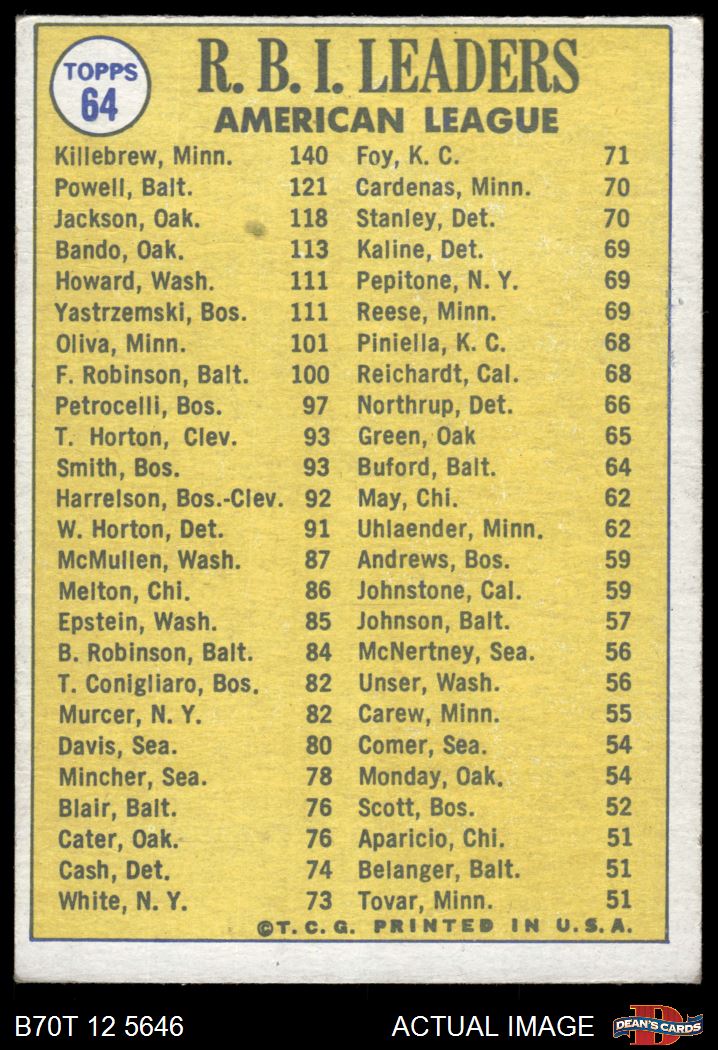 TOPPS
64
R. B. I. LEADERS
AMERICAN LEAGUE
Killebrew, Minn. 140
Powell, Balt. 121
Jackson, Oak. 118
Bando, Oak. 113
Howard, Wash. 111
Yastrzemski, Bos. 111
Oliva, Minn. 101
F. Robinson, Balt. 100
Petrocelli, Bos. 97
T. Horton, Clev. 93
Smith, Bos. 93
Harrelson, Bos.-Clev. 92
W. Horton, Det. 91
McMullen, Wash. 87
Melton, Chi. 86
Epstein, Wash. 85
B. Robinson, Balt. 84
T. Conigliaro, Bos. 82
Murcer, N. Y. 82
Davis, Sea. 80
Mincher, Sea. 78
Blair, Balt. 76
Cater, Oak. 76
Cash, Det. 74
White, N. Y. 73
Foy, K. C. 71
Cardenas, Minn. 70
Stanley, Det. 70
Kaline, Det. 69
Pepitone, N. Y. 69
Reese, Minn. 69
Piniella, K. C. 68
Reichardt, Cal. 68
Northrup, Det. 66
Green, Oak 65
Buford, Balt. 64
May, Chi. 62
Uhlaender, Minn. 62
Andrews, Bos. 59
Johnstone, Cal. 59
Johnson, Balt. 57
McNertney, Sea. 56
Unser, Wash. 56
Carew, Minn. 55
Comer, Sea. 54
Monday, Oak. 54
Scott, Bos. 52
Aparicio, Chi. 51
Belanger, Balt. 51
Tovar, Minn. 51
©T. C. G. PRINTED IN U. S. A.
B70T 12 5646
ACTUAL IMAGE
D
DEAN'S CARDS